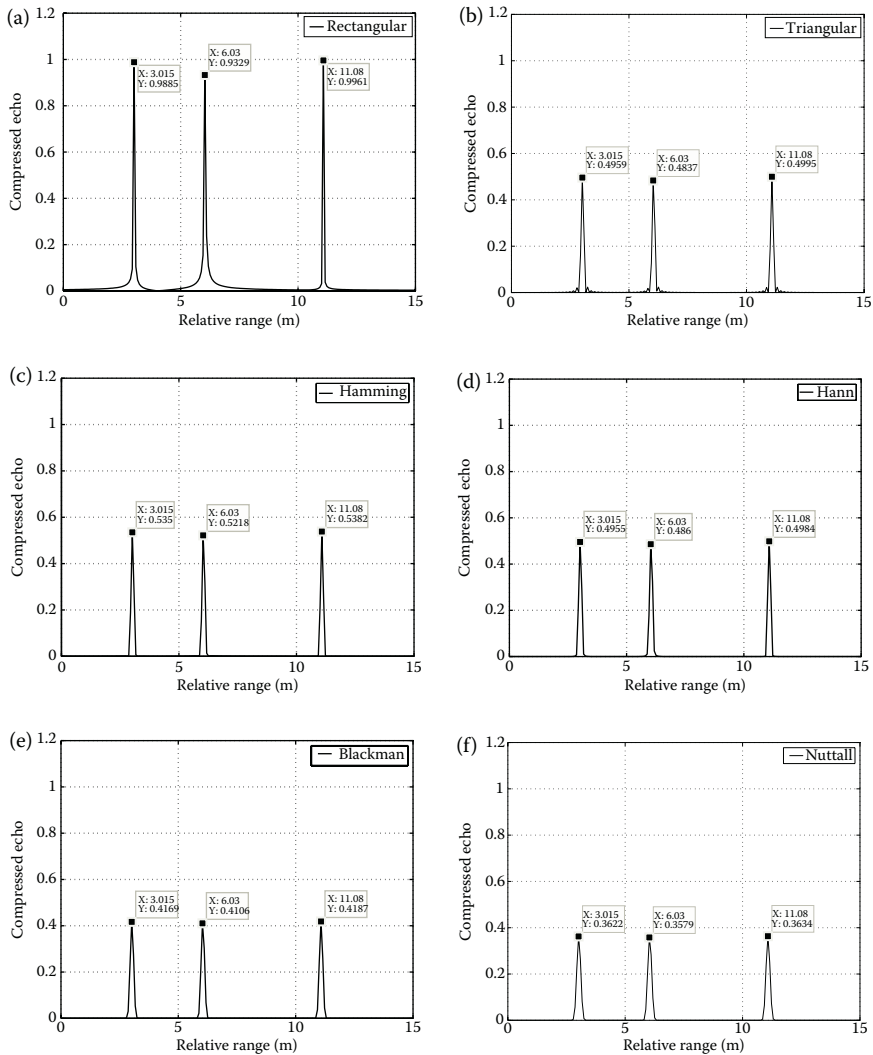 (a)
Rectangular
1.2
1
0.8
0.6
0.4
0.2
0
Compressed echo
X: 3.015
Y: 0.9885
X: 6.03
Y: 0.9329
X: 11.08
Y: 0.9961
0 5 10 15
Relative range (m)
(b)
Triangular
1.2
1
0.8
0.6
0.4
0.2
0
Compressed echo
X: 3.015
Y: 0.4959
X: 6.03
Y: 0.4837
X: 11.08
Y: 0.4995
0 5 10 15
Relative range (m)
(c)
Hamming
1.2
1
0.8
0.6
0.4
0.2
0
Compressed echo
X: 3.015
Y: 0.535
X: 6.03
Y: 0.5218
X: 11.08
Y: 0.5382
0 5 10 15
Relative range (m)
(d)
Hann
1.2
1
0.8
0.6
0.4
0.2
0
Compressed echo
X: 3.015
Y: 0.4955
X: 6.03
Y: 0.486
X: 11.08
Y: 0.4984
0 5 10 15
Relative range (m)
(e)
Blackman
1.2
1
0.8
0.6
0.4
0.2
0
Compressed echo
X: 3.015
Y: 0.4169
X: 6.03
Y: 0.4106
X: 11.08
Y: 0.4187
0 5 10 15
Relative range (m)
(f)
Nuttall
1.2
1
0.8
0.6
0.4
0.2
0
Compressed echo
X: 3.015
Y: 0.3622
X: 6.03
Y: 0.3579
X: 11.08
Y: 0.3634
0 5 10 15
Relative range (m)